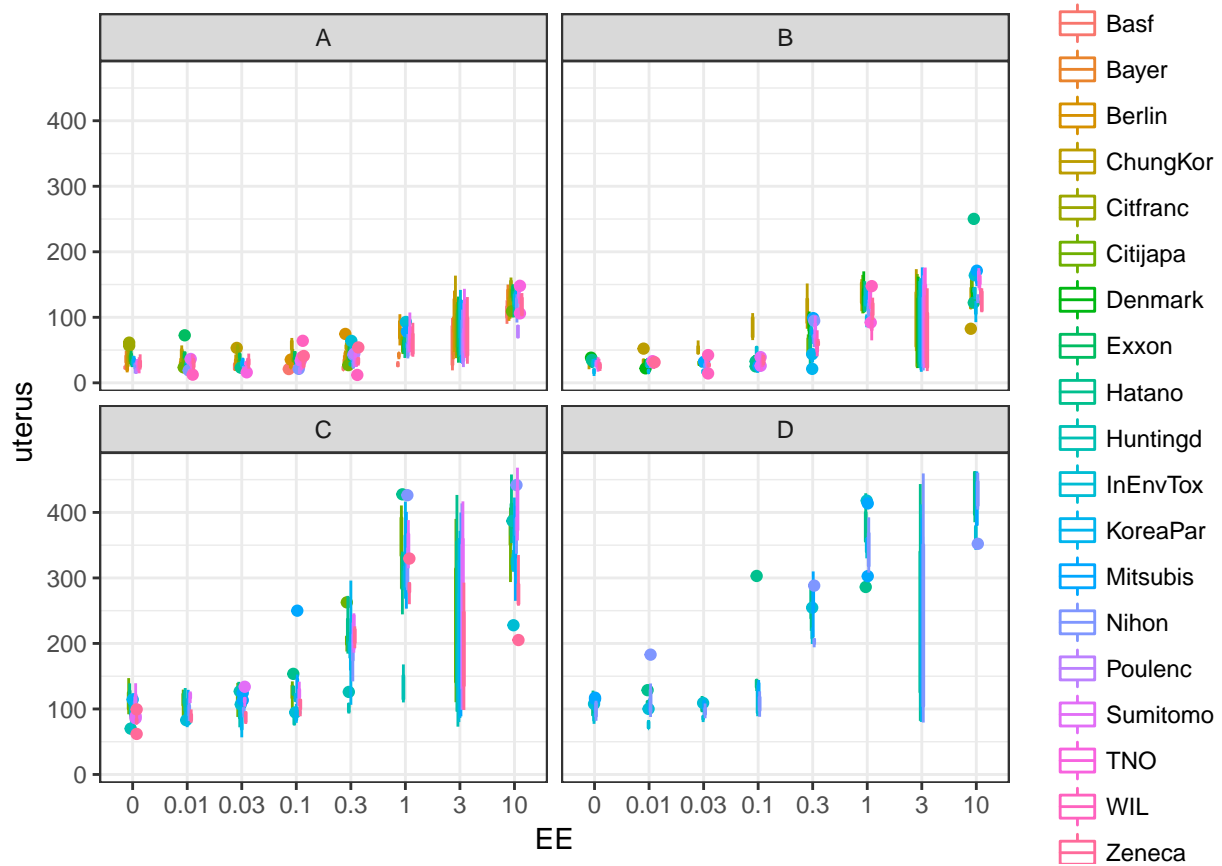 A
B
400
300
200
100
0
C
D
400
300
200
100
0
uterus
0 0.01 0.03 0.1 0.3 1 3 10
0 0.01 0.03 0.1 0.3 1 3 10
EE
Basf
Bayer
Berlin
ChungKor
Citfranc
Citijapa
Denmark
Exxon
Hatano
Huntingd
InEnvTox
KoreaPar
Mitsubis
Nihon
Poulenc
Sumitomo
TNO
WIL
Zeneca